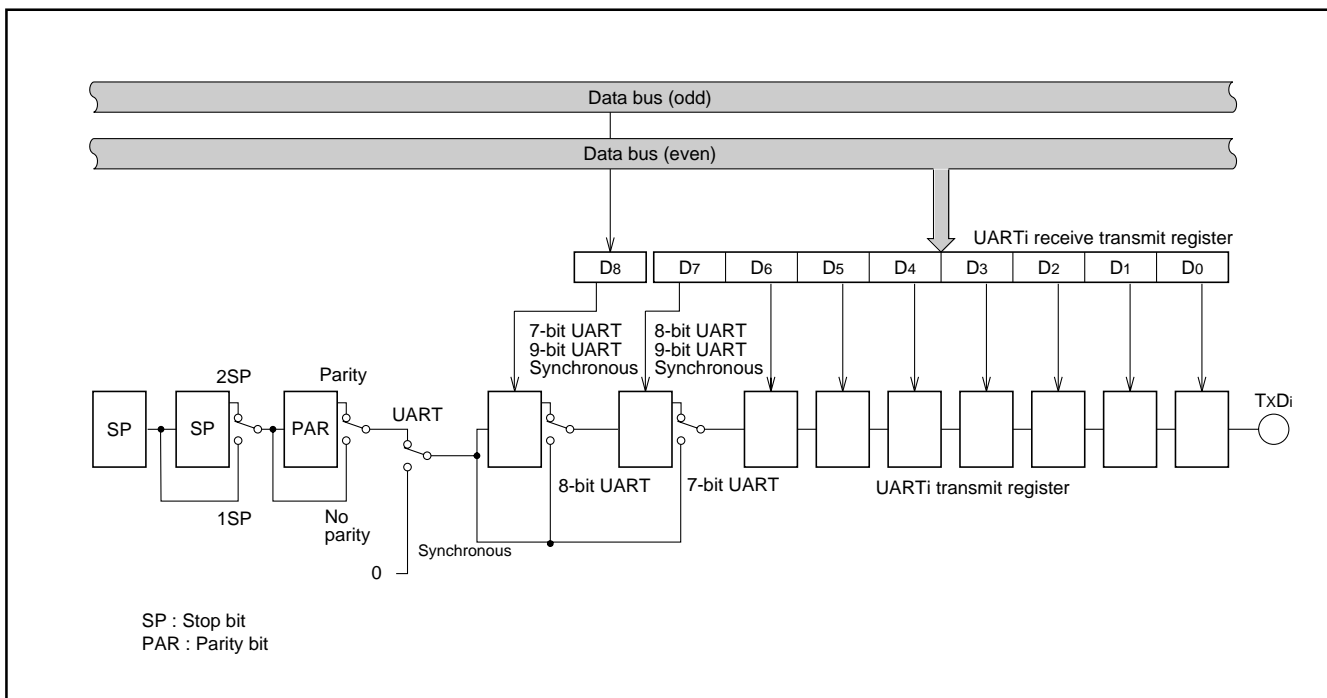 Data bus (odd)
Data bus (even)
UARTi receive transmit register
D8 D7 D6 D5 D4 D3 D2 D1 D0
7-bit UART
9-bit UART
Synchronous
8-bit UART
9-bit UART
Synchronous
2SP
Parity
UART
TXDi
SP
SP
PAR
8-bit UART
7-bit UART
UARTi transmit register
1SP
No
parity
Synchronous
0
SP : Stop bit
PAR : Parity bit